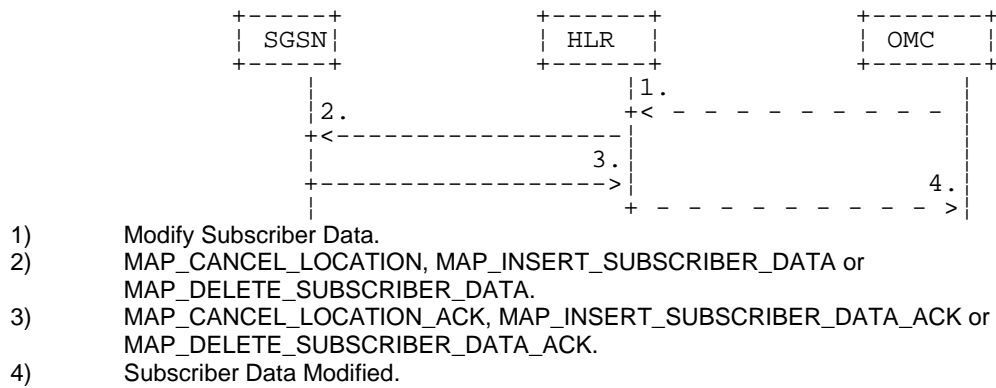 SGSN HLR OMC
1.
2.
3.
4.
1) Modify Subscriber Data.
2) MAP_CANCEL_LOCATION, MAP_INSERT_SUBSCRIBER_DATA or
MAP_DELETE_SUBSCRIBER_DATA.
3) MAP_CANCEL_LOCATION_ACK, MAP_INSERT_SUBSCRIBER_DATA_ACK or
MAP_DELETE_SUBSCRIBER_DATA_ACK.
4) Subscriber Data Modified.